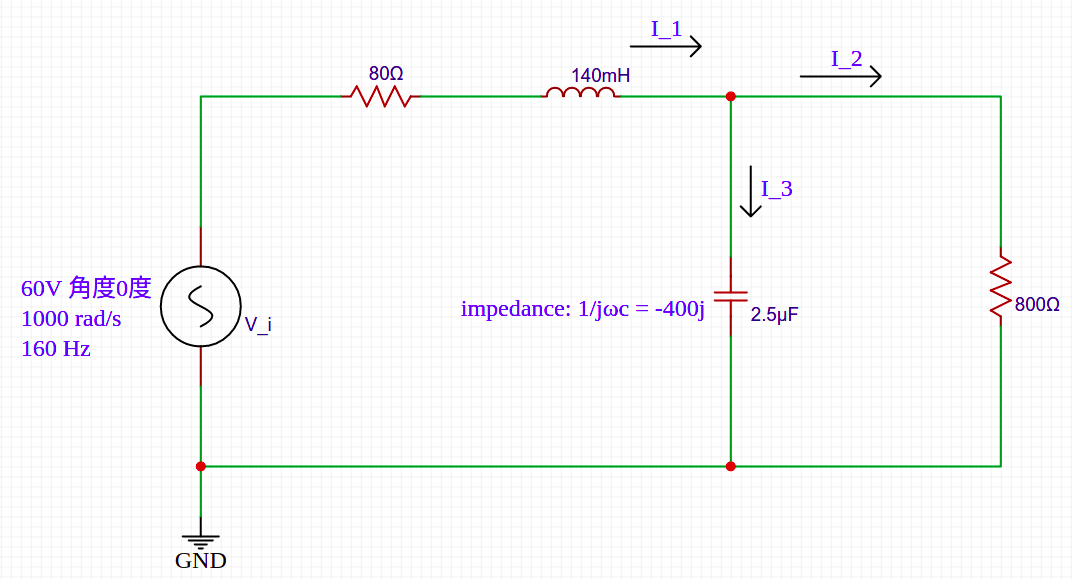 I_1
I_2
80Ω
140mH
I_3
60V 角度0度
1000 rad/s
160 Hz
V_i
impedance: 1/jωc = -400j
2.5μF
800Ω
GND